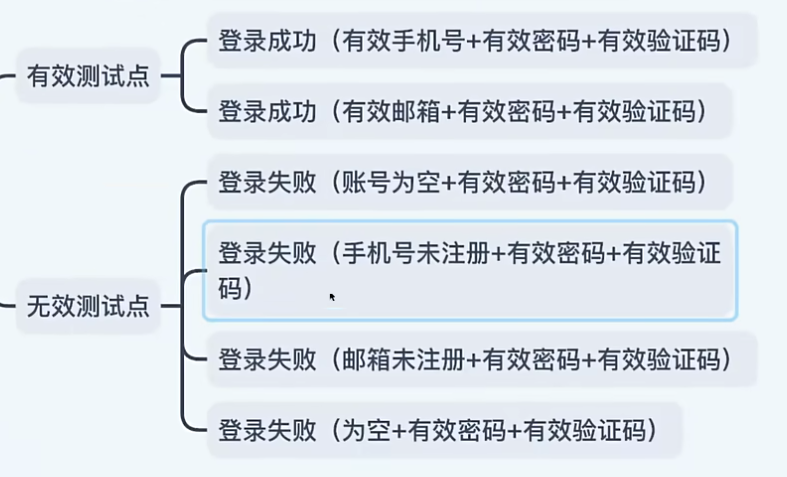 有效测试点
登录成功（有效手机号+有效密码+有效验证码）
登录成功（有效邮箱+有效密码+有效验证码）
无效测试点
登录失败（账号为空+有效密码+有效验证码）
登录失败（手机号未注册+有效密码+有效验证
码）
登录失败（邮箱未注册+有效密码+有效验证码）
登录失败（为空+有效密码+有效验证码）